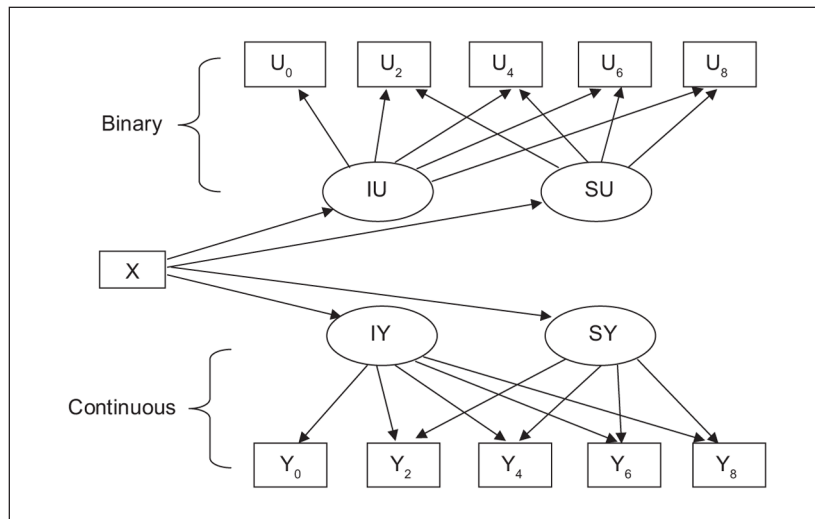 U₀ U₂ U₄ U₆ U₈
Binary
IU SU
X
IY SY
Continuous
Y₀ Y₂ Y₄ Y₆ Y₈